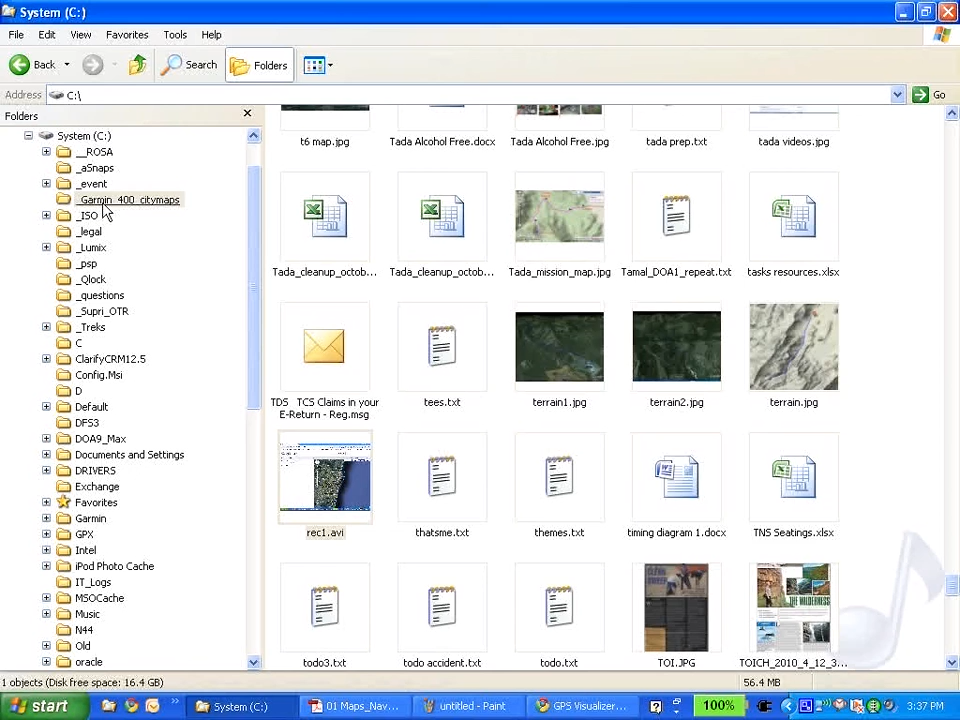 System (C:)
File Edit View Favorites Tools Help
Back Search Folders
Address C:\ Go
Folders
System (C:)
__ROSA
_aSnaps
_event
_Garmin_400_citymaps
_ISO
_legal
_Lumix
_psp
_Qlock
_questions
_Supri_OTR
_Treks
C
ClarifyCRM12.5
Config.Msi
D
Default
DFS3
DOA9_Max
Documents and Settings
DRIVERS
Exchange
Favorites
Garmin
GPX
Intel
iPod Photo Cache
IT_Logs
MSOCache
Music
N44
Old
oracle
t6 map.jpg Tada Alcohol Free.docx Tada Alcohol Free.jpg tada prep.txt tada videos.jpg
Tada_cleanup_octob... Tada_cleanup_octob... Tada_mission_map.jpg Tamal_DOA1_repeat.txt tasks resources.xlsx
TDS TCS Claims in your
E-Return - Reg.msg
tees.txt terrain1.jpg terrain2.jpg terrain.jpg
rec1.avi thatsme.txt themes.txt timing diagram 1.docx TNS Seatings.xlsx
THE WILDERNESS
todo3.txt todo accident.txt todo.txt TOI.JPG TOICH_2010_4_12_3...
1 objects (Disk free space: 16.4 GB) 56.4 MB
start System (C:) 01 Maps_Nav... untitled - Paint GPS Visualizer... 100% 3:37 PM